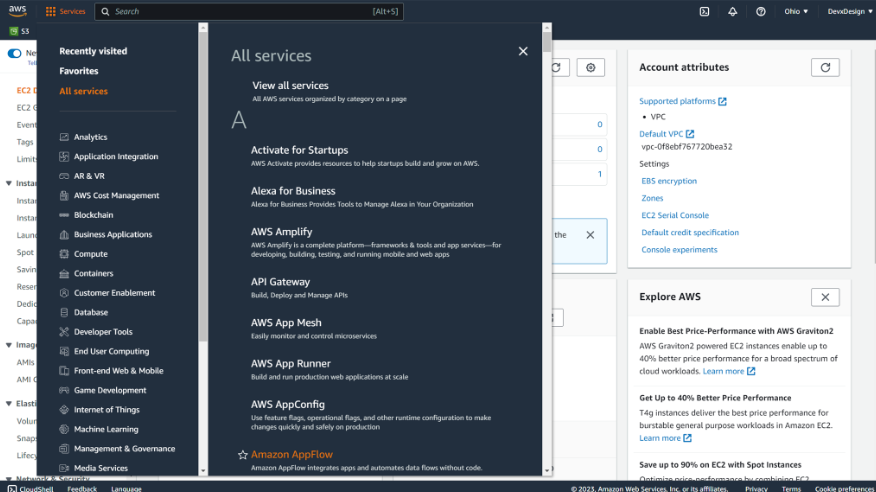 aws
Services
Search
[Alt+S]
Ohio
DevxDesign
S3
Recently visited
Favorites
All services
Analytics
Application Integration
AR & VR
AWS Cost Management
Blockchain
Business Applications
Compute
Containers
Customer Enablement
Database
Developer Tools
End User Computing
Front-end Web & Mobile
Game Development
Internet of Things
Machine Learning
Management & Governance
Media Services
All services
View all services
All AWS services organized by category on a page
A
Activate for Startups
AWS Activate provides resources to help startups build and grow on AWS.
Alexa for Business
Alexa for Business Provides Tools to Manage Alexa in Your Organization
AWS Amplify
AWS Amplify is a complete platform—frameworks & tools and app services—for
developing, building, testing, and running mobile and web apps
API Gateway
Build, Deploy and Manage APIs
AWS App Mesh
Easily monitor and control microservices
AWS App Runner
Build and run production web applications at scale
AWS AppConfig
Use feature flags, operational flags, and other runtime configuration to make
changes quickly and safely on production
Amazon AppFlow
Amazon AppFlow integrates apps and automates data flows without code.
EC2 D
EC2 G
Event
Tags
Limit
Instan
Instan
Instan
Laun
Spot
Savin
Reser
Dedic
Capa
Imag
AMIs
AMI C
Elasti
Volun
Snaps
Lifecy
Network & Security
0
0
1
the
Account attributes
Supported platforms
• VPC
Default VPC
vpc-0f8ebf767720bea32
Settings
EBS encryption
Zones
EC2 Serial Console
Default credit specification
Console experiments
Explore AWS
Enable Best Price-Performance with AWS Graviton2
AWS Graviton2 powered EC2 instances enable up to
40% better price performance for a broad spectrum of
cloud workloads. Learn more
Get Up to 40% Better Price Performance
T4g instances deliver the best price performance for
burstable general purpose workloads in Amazon EC2.
Learn more
Save up to 90% on EC2 with Spot Instances
Optimize price-performance by combining EC2
CloudShell
Feedback
Language
© 2023, Amazon Web Services, Inc. or its affiliates.
Privacy
Terms
Cookie preferences